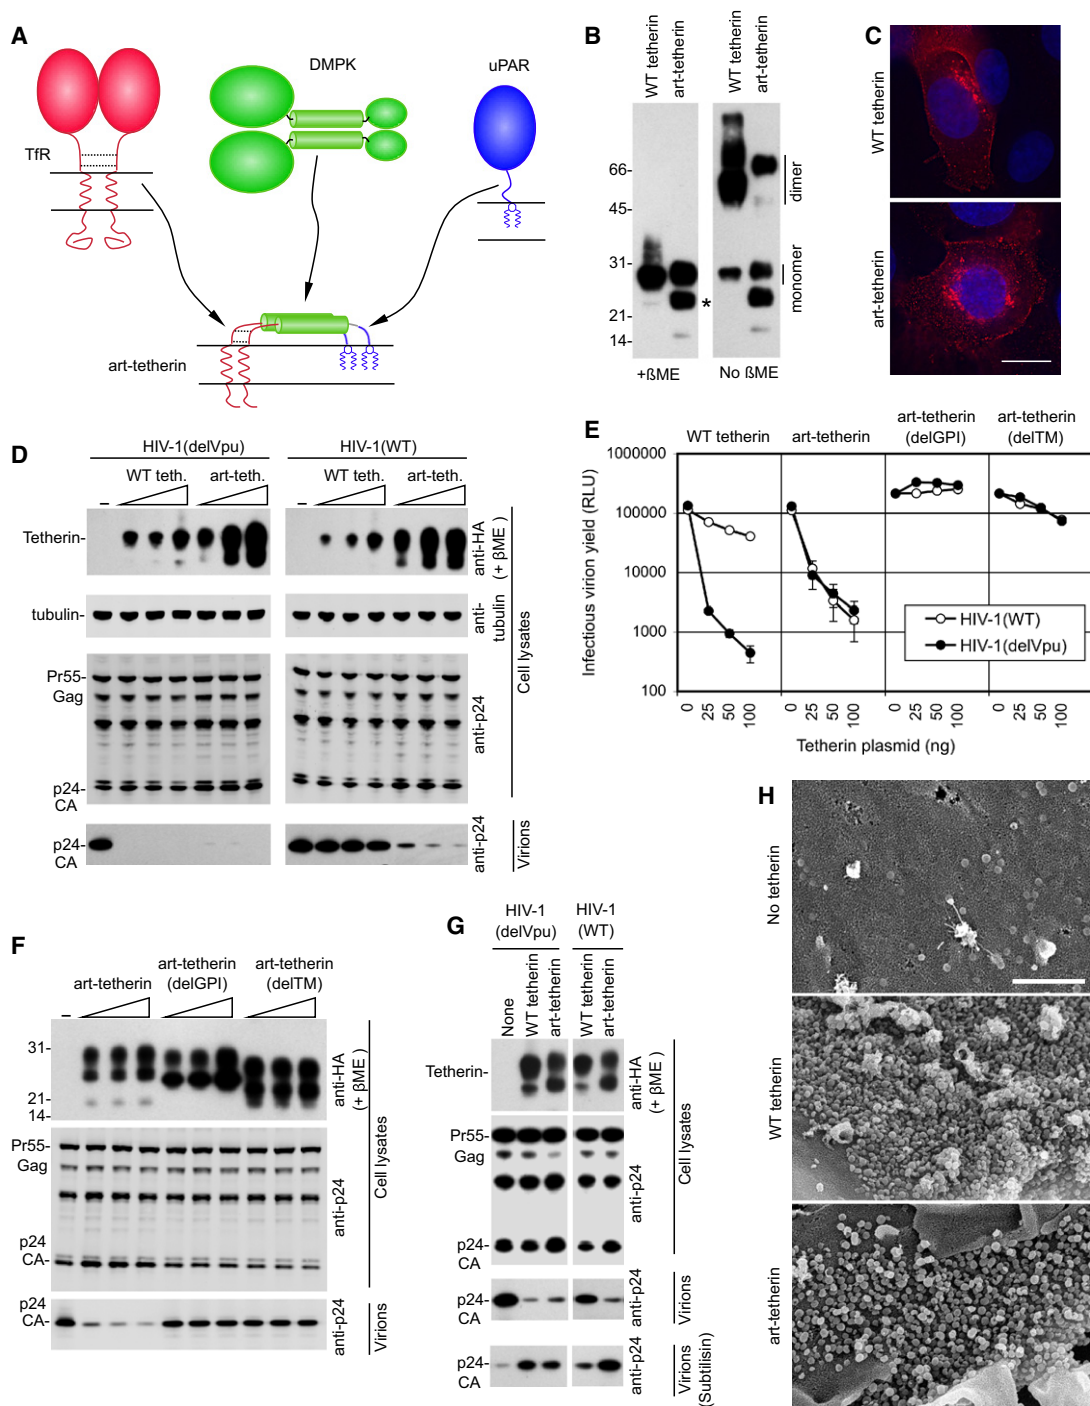 A
TfR
DMPK
uPAR
art-tetherin
B
WT tetherin
art-tetherin
WT tetherin
art-tetherin
66-
45-
31-
21-
14-
*
dimer
monomer
+ßME
No ßME
C
WT tetherin
art-tetherin
D
HIV-1(delVpu)
HIV-1(WT)
– WT teth. art-teth.
– WT teth. art-teth.
Tetherin-
anti-HA
(+ βME)
tubulin-
anti-
tubulin
Pr55-
Gag
p24-
CA
anti-p24
Cell lysates
p24-
CA
anti-p24
Virions
E
WT tetherin
art-tetherin
art-tetherin
(delGPI)
art-tetherin
(delTM)
Infectious virion yield (RLU)
1000000
100000
10000
1000
100
HIV-1(WT)
HIV-1(delVpu)
0 25 50 100 0 25 50 100 0 25 50 100 0 25 50 100
Tetherin plasmid (ng)
F
– art-tetherin
art-tetherin
(delGPI)
art-tetherin
(delTM)
31-
21-
14-
anti-HA
(+ βME )
Pr55-
Gag
p24
CA-
anti-p24
Cell lysates
p24
CA-
anti-p24
Virions
G
HIV-1
(delVpu)
HIV-1
(WT)
None
WT tetherin
art-tetherin
WT tetherin
art-tetherin
Tetherin-
anti-HA
(+ βME )
Pr55-
Gag
p24-
CA
anti-p24
Cell lysates
p24-
CA
anti-p24
Virions
p24-
CA
anti-p24
Virions
(Subtilisin)
H
No tetherin
WT tetherin
art-tetherin